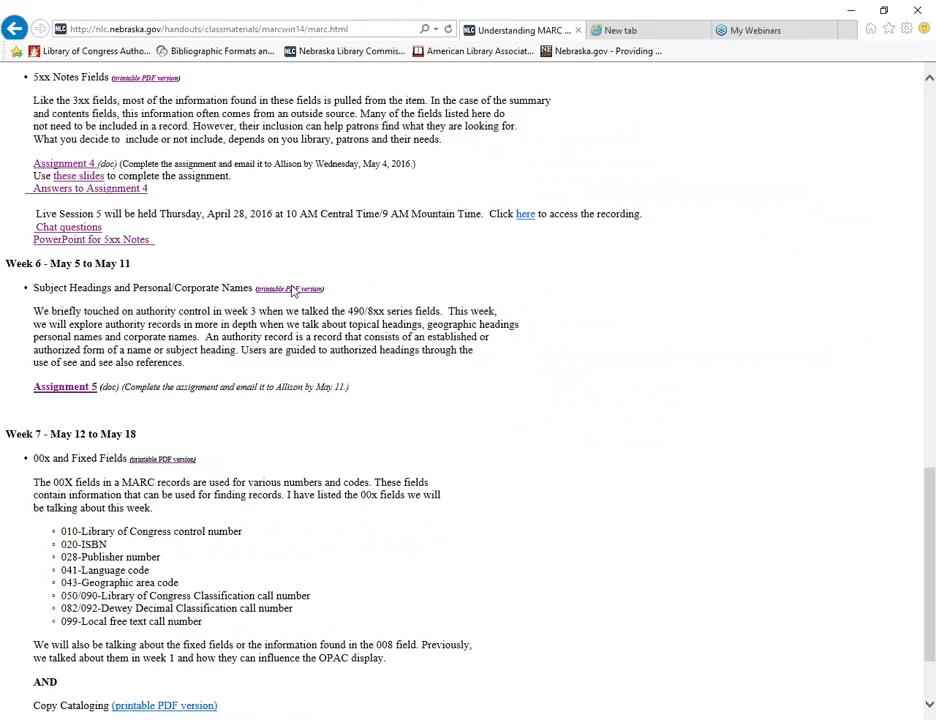 http://nlc.nebraska.gov/handouts/classmaterials/marcwin14/marc.html
Understanding MARC ...
New tab
My Webinars
Library of Congress Autho...
Bibliographic Formats an...
Nebraska Library Commis...
American Library Associat...
Nebraska.gov - Providing ...
• 5xx Notes Fields (printable PDF version)
Like the 3xx fields, most of the information found in these fields is pulled from the item. In the case of the summary
and contents fields, this information often comes from an outside source. Many of the fields listed here do
not need to be included in a record. However, their inclusion can help patrons find what they are looking for.
What you decide to include or not include, depends on you library, patrons and their needs.
Assignment 4 (doc) (Complete the assignment and email it to Allison by Wednesday, May 4, 2016.)
Use these slides to complete the assignment.
Answers to Assignment 4
Live Session 5 will be held Thursday, April 28, 2016 at 10 AM Central Time/9 AM Mountain Time. Click here to access the recording.
Chat questions
PowerPoint for 5xx Notes
Week 6 - May 5 to May 11
• Subject Headings and Personal/Corporate Names (printable PDF version)
We briefly touched on authority control in week 3 when we talked the 490/8xx series fields. This week,
we will explore authority records in more in depth when we talk about topical headings, geographic headings
personal names and corporate names. An authority record is a record that consists of an established or
authorized form of a name or subject heading. Users are guided to authorized headings through the
use of see and see also references.
Assignment 5 (doc) (Complete the assignment and email it to Allison by May 11.)
Week 7 - May 12 to May 18
• 00x and Fixed Fields (printable PDF version)
The 00X fields in a MARC records are used for various numbers and codes. These fields
contain information that can be used for finding records. I have listed the 00x fields we will
be talking about this week.
◦ 010-Library of Congress control number
◦ 020-ISBN
◦ 028-Publisher number
◦ 041-Language code
◦ 043-Geographic area code
◦ 050/090-Library of Congress Classification call number
◦ 082/092-Dewey Decimal Classification call number
◦ 099-Local free text call number
We will also be talking about the fixed fields or the information found in the 008 field. Previously,
we talked about them in week 1 and how they can influence the OPAC display.
AND
Copy Cataloging (printable PDF version)